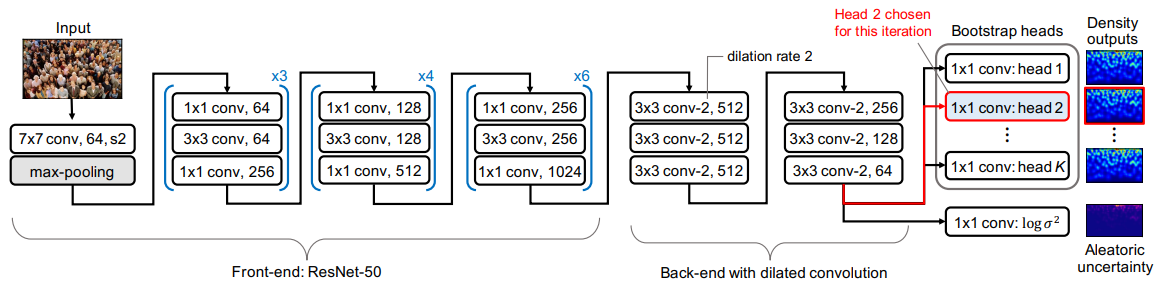 Input
7x7 conv, 64, s2
max-pooling
x3
1x1 conv, 64
3x3 conv, 64
1x1 conv, 256
x4
1x1 conv, 128
3x3 conv, 128
1x1 conv, 512
x6
1x1 conv, 256
3x3 conv, 256
1x1 conv, 1024
Front-end: ResNet-50
dilation rate 2
3x3 conv-2, 512
3x3 conv-2, 512
3x3 conv-2, 512
3x3 conv-2, 256
3x3 conv-2, 128
3x3 conv-2, 64
Back-end with dilated convolution
Head 2 chosen
for this iteration
Bootstrap heads
1x1 conv: head 1
1x1 conv: head 2
⋮
1x1 conv: head K
1x1 conv: log σ²
Density
outputs
⋮
Aleatoric
uncertainty